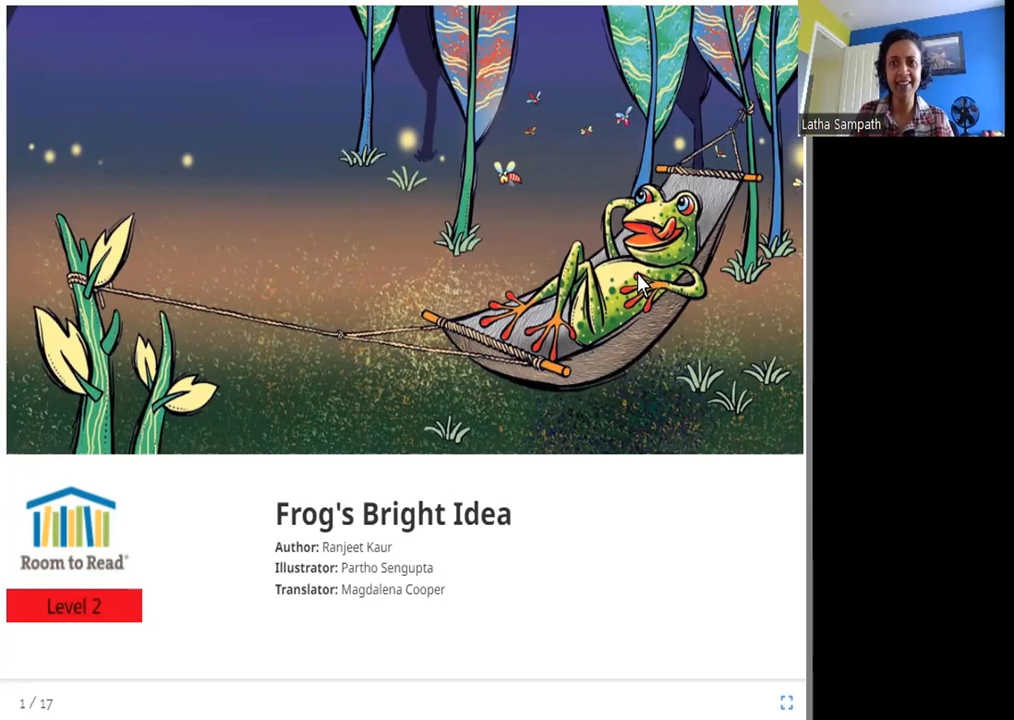 Latha Sampath
Frog's Bright Idea
Author: Ranjeet Kaur
Illustrator: Partho Sengupta
Translator: Magdalena Cooper
Room to Read®
Level 2
1 / 17